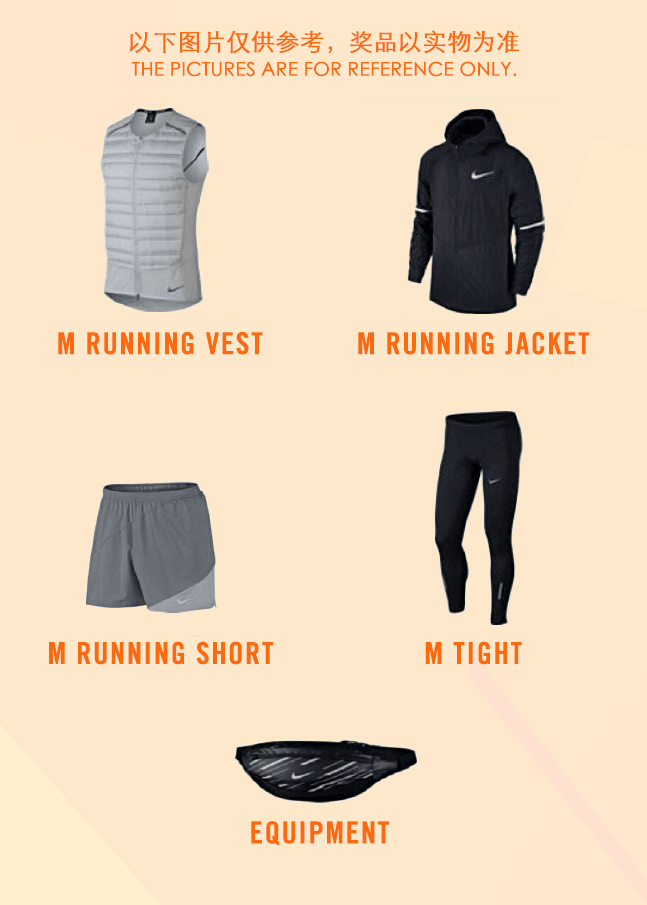 以下图片仅供参考，奖品以实物为准
THE PICTURES ARE FOR REFERENCE ONLY.
M RUNNING VEST
M RUNNING JACKET
M RUNNING SHORT
M TIGHT
EQUIPMENT